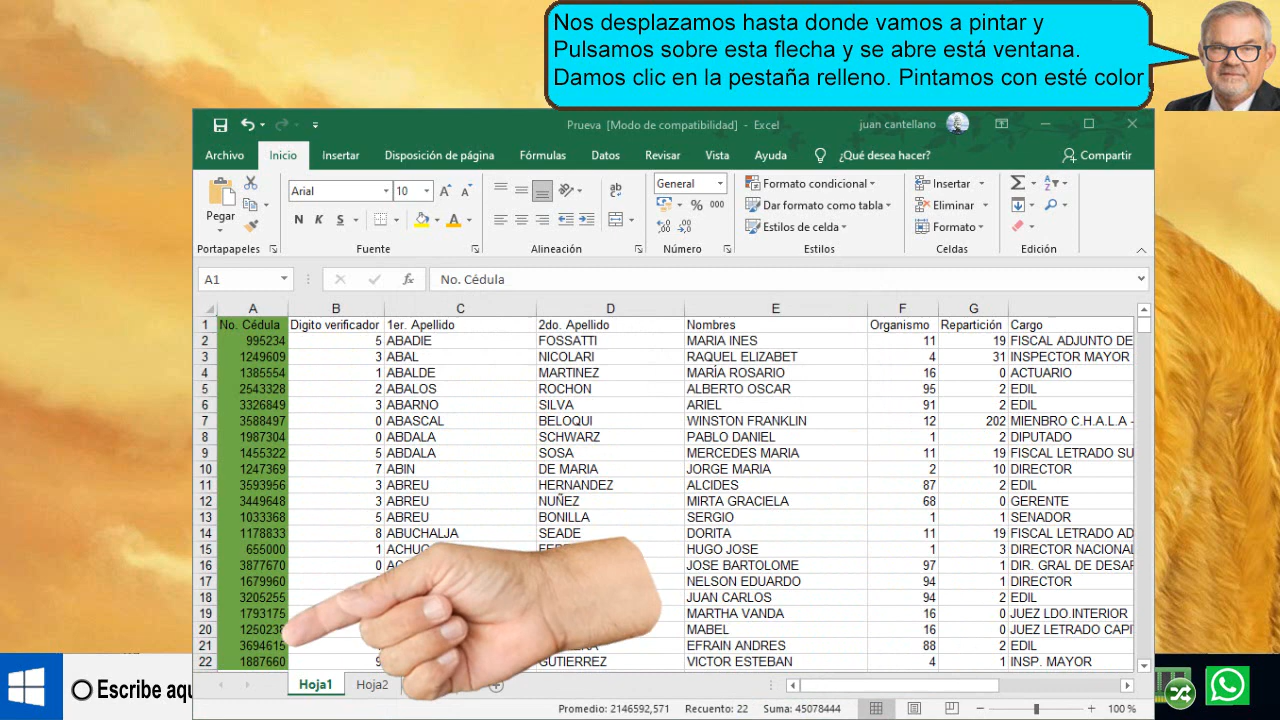 Nos desplazamos hasta donde vamos a pintar y
Pulsamos sobre esta flecha y se abre está ventana.
Damos clic en la pestaña relleno. Pintamos con esté color
Prueva [Modo de compatibilidad] - Excel
juan cantellano
Archivo Inicio Insertar Disposición de página Fórmulas Datos Revisar Vista Ayuda ¿Qué desea hacer? Compartir
Pegar
Arial 10
N K S
General
% 000
Formato condicional
Dar formato como tabla
Estilos de celda
Insertar
Eliminar
Formato
Portapapeles Fuente Alineación Número Estilos Celdas Edición
A1 fx No. Cédula
A B C D E F G
1 No. Cédula Digito verificador 1er. Apellido 2do. Apellido Nombres Organismo Repartición Cargo
2 995234 5 ABADIE FOSSATTI MARIA INES 11 19 FISCAL ADJUNTO DE
3 1249609 3 ABAL NICOLARI RAQUEL ELIZABET 4 31 INSPECTOR MAYOR
4 1385554 1 ABALDE MARTINEZ MARÍA ROSARIO 16 0 ACTUARIO
5 2543328 2 ABALOS ROCHON ALBERTO OSCAR 95 2 EDIL
6 3326849 3 ABARNO SILVA ARIEL 91 2 EDIL
7 3588497 0 ABASCAL BELOQUI WINSTON FRANKLIN 12 202 MIENBRO C.H.A.L.A -
8 1987304 0 ABDALA SCHWARZ PABLO DANIEL 1 2 DIPUTADO
9 1455322 5 ABDALA SOSA MERCEDES MARIA 11 19 FISCAL LETRADO SU
10 1247369 7 ABIN DE MARIA JORGE MARIA 2 10 DIRECTOR
11 3593956 3 ABREU HERNANDEZ ALCIDES 87 2 EDIL
12 3449648 3 ABREU NUÑEZ MIRTA GRACIELA 68 0 GERENTE
13 1033368 5 ABREU BONILLA SERGIO 1 1 SENADOR
14 1178833 8 ABUCHALJA SEADE DORITA 11 19 FISCAL LETRADO AD
15 655000 1 HUGO JOSE 1 3 DIRECTOR NACIONAL
16 3877670 0 JOSE BARTOLOME 97 1 DIR. GRAL DE DESAR
17 1679960 NELSON EDUARDO 94 1 DIRECTOR
18 3205255 JUAN CARLOS 94 2 EDIL
19 1793175 MARTHA VANDA 16 0 JUEZ LDO.INTERIOR
20 MABEL 16 0 JUEZ LETRADO CAPI
21 3694615 EFRAIN ANDRES 88 2 EDIL
22 1887660 9 GUTIERREZ VICTOR ESTEBAN 4 1 INSP. MAYOR
Hoja1 Hoja2
Promedio: 2146592,571 Recuento: 22 Suma: 45078444 100 %
Escribe aqu